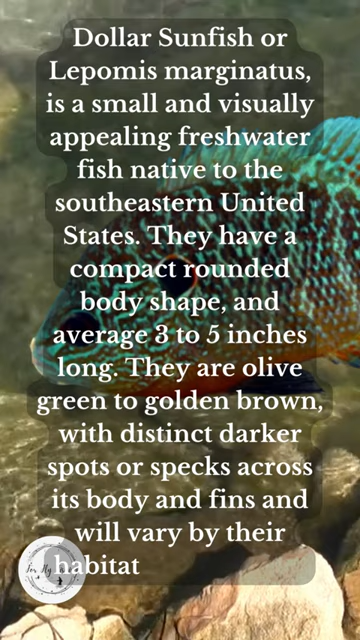 Dollar Sunfish or
Lepomis marginatus,
is a small and visually
appealing freshwater
fish native to the
southeastern United
States. They have a
compact rounded
body shape, and
average 3 to 5 inches
long. They are olive
green to golden brown,
with distinct darker
spots or specks across
its body and fins and
will vary by their
habitat